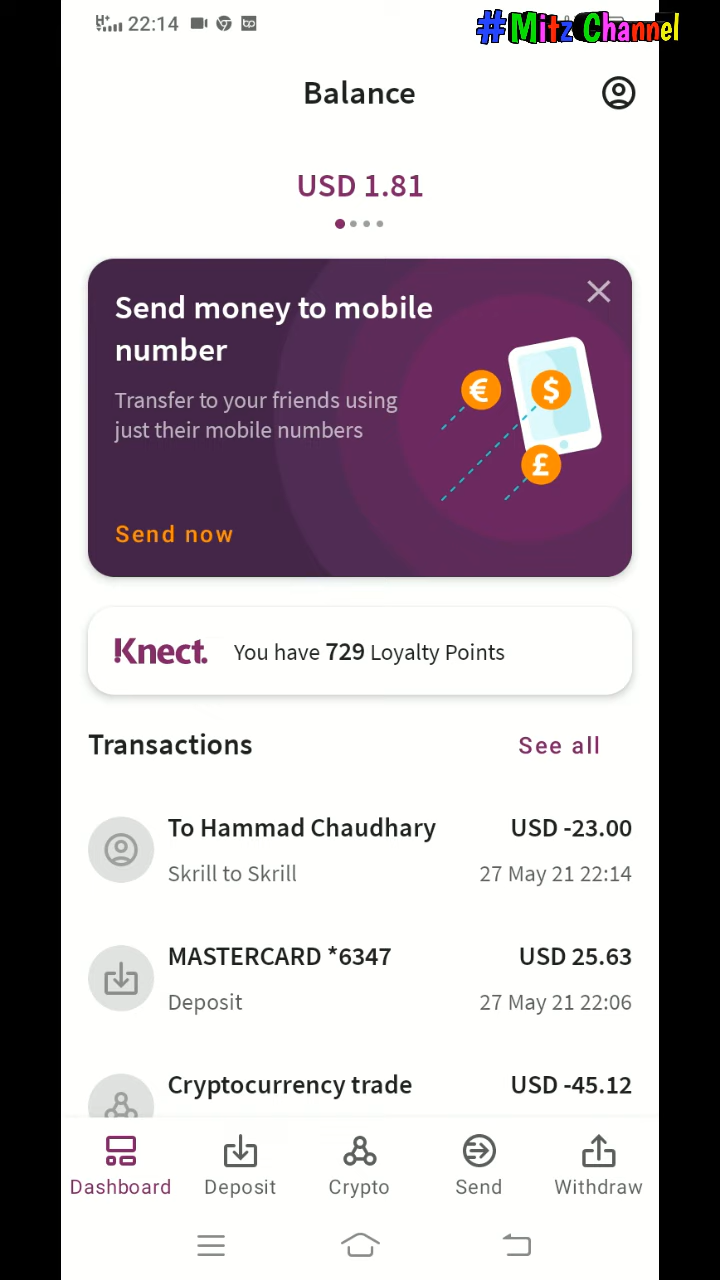 22:14
#Mitz Channel
Balance
USD 1.81
Send money to mobile
number
Transfer to your friends using
just their mobile numbers
€
$
£
Send now
Knect. You have 729 Loyalty Points
Transactions See all
To Hammad Chaudhary USD -23.00
Skrill to Skrill 27 May 21 22:14
MASTERCARD *6347 USD 25.63
Deposit 27 May 21 22:06
Cryptocurrency trade USD -45.12
Dashboard Deposit Crypto Send Withdraw